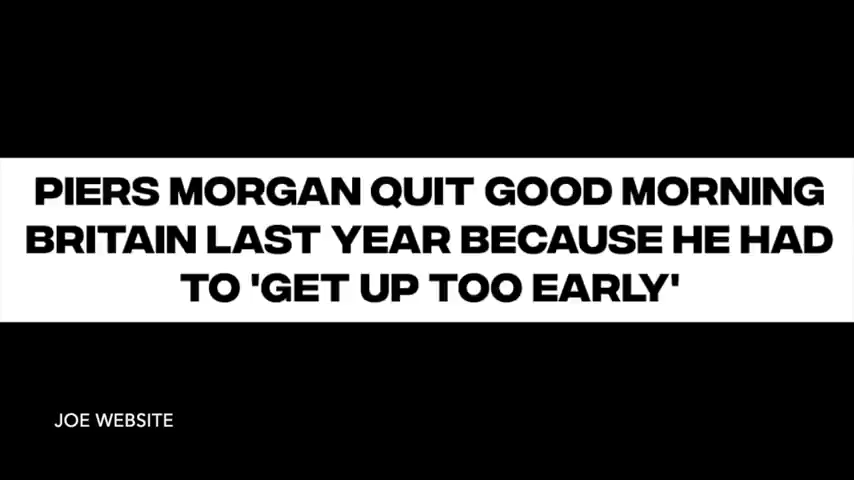 PIERS MORGAN QUIT GOOD MORNING
BRITAIN LAST YEAR BECAUSE HE HAD
TO 'GET UP TOO EARLY'
JOE WEBSITE